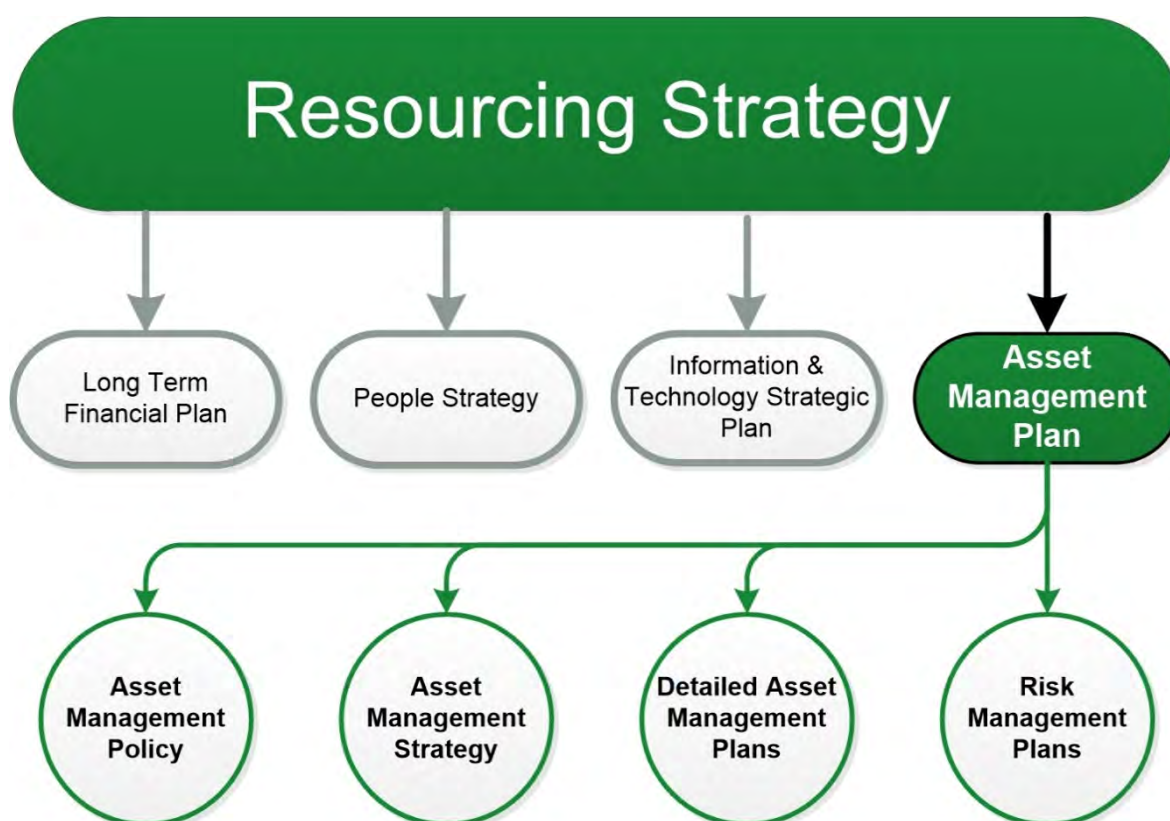 Resourcing Strategy
Long Term
Financial Plan
People Strategy
Information &
Technology Strategic
Plan
Asset
Management
Plan
Asset
Management
Policy
Asset
Management
Strategy
Detailed Asset
Management
Plans
Risk
Management
Plans